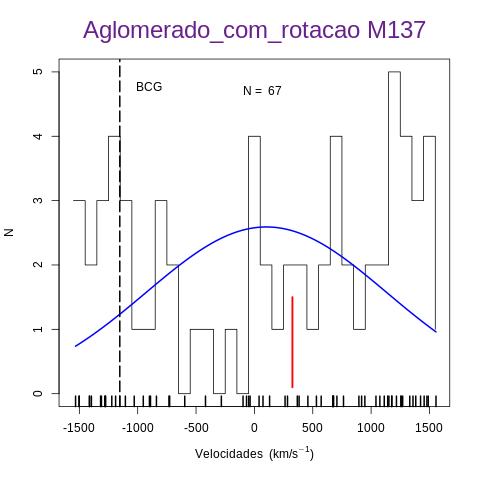 Aglomerado_com_rotacao M137
BCG
N = 67
N
5
4
3
2
1
0
-1500 -1000 -500 0 500 1000 1500
Velocidades (km/s⁻¹)